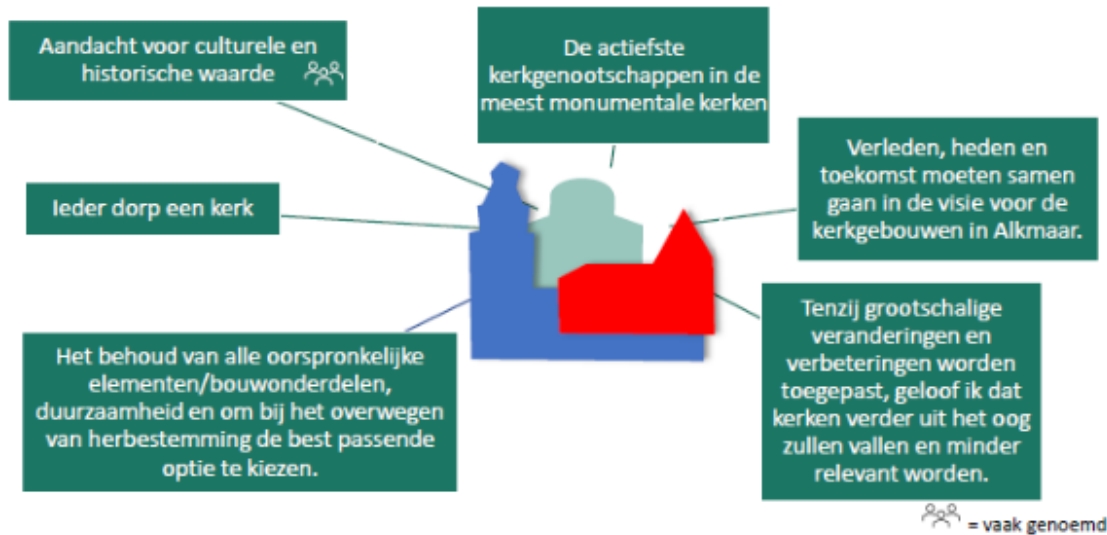 Aandacht voor culturele en
historische waarde
De actiefste
kerkgenootschappen in de
meest monumentale kerken
Verleden, heden en
toekomst moeten samen
gaan in de visie voor de
kerkgebouwen in Alkmaar.
Ieder dorp een kerk
Het behoud van alle oorspronkelijke
elementen/bouwonderdelen,
duurzaamheid en om bij het overwegen
van herbestemming de best passende
optie te kiezen.
Tenzij grootschalige
veranderingen en
verbeteringen worden
toegepast, geloof ik dat
kerken verder uit het oog
zullen vallen en minder
relevant worden.
= vaak genoemd